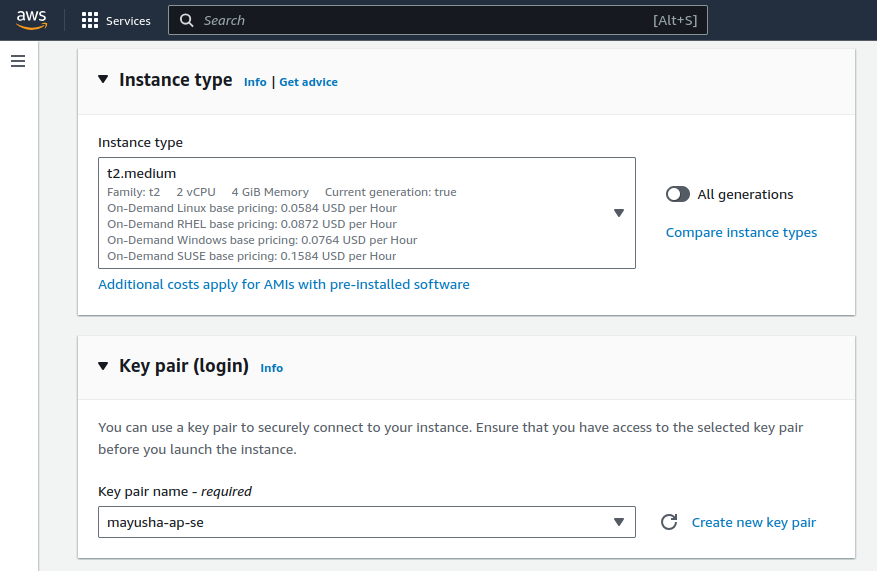 aws Services Search [Alt+S]
Instance type Info | Get advice
Instance type
t2.medium
Family: t2 2 vCPU 4 GiB Memory Current generation: true
On-Demand Linux base pricing: 0.0584 USD per Hour
On-Demand RHEL base pricing: 0.0872 USD per Hour
On-Demand Windows base pricing: 0.0764 USD per Hour
On-Demand SUSE base pricing: 0.1584 USD per Hour
All generations
Compare instance types
Additional costs apply for AMIs with pre-installed software
Key pair (login) Info
You can use a key pair to securely connect to your instance. Ensure that you have access to the selected key pair
before you launch the instance.
Key pair name - required
mayusha-ap-se
Create new key pair